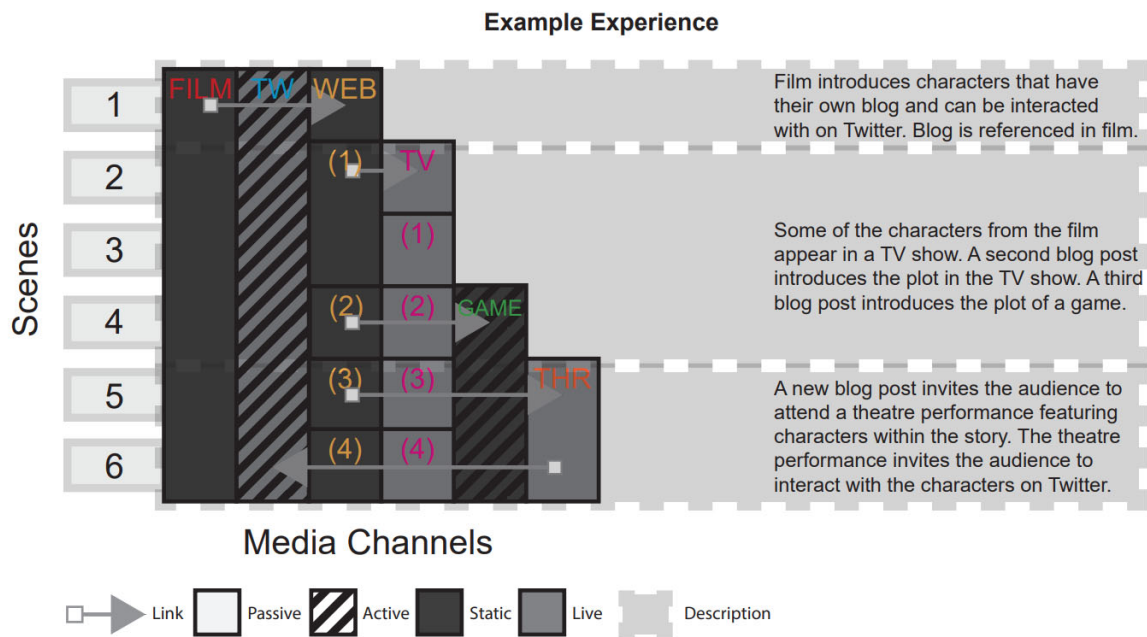 Example Experience
FILM TW WEB
1
Film introduces characters that have
their own blog and can be interacted
with on Twitter. Blog is referenced in film.
2
(1) TV
3
(1)
Some of the characters from the film
appear in a TV show. A second blog post
introduces the plot in the TV show. A third
blog post introduces the plot of a game.
4
(2) (2) GAME
5
(3) (3) THR
6
(4) (4)
A new blog post invites the audience to
attend a theatre performance featuring
characters within the story. The theatre
performance invites the audience to
interact with the characters on Twitter.
Scenes
Media Channels
Link Passive Active Static Live Description